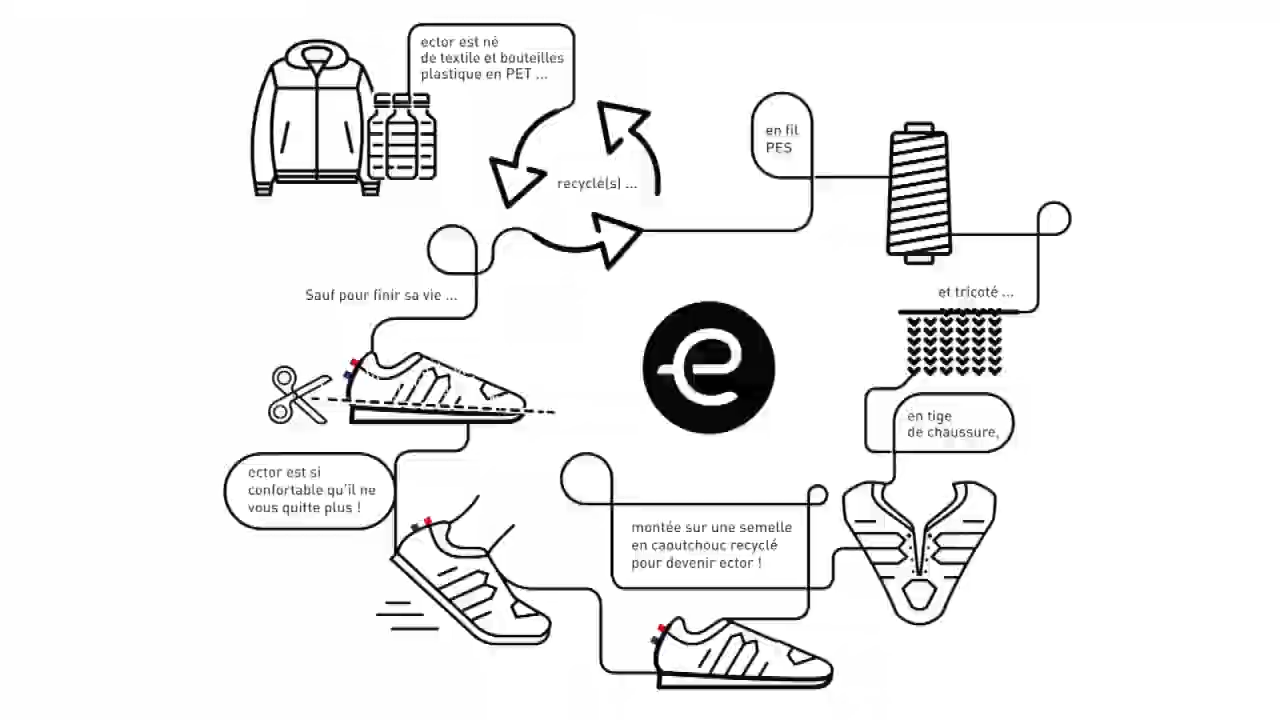 ector est né
de textile et bouteilles
plastique en PET ...
recyclé(s) ...
en fil
PES
et tricoté ...
en tige
de chaussure,
montée sur une semelle
en caoutchouc recyclé
pour devenir ector !
ector est si
confortable qu'il ne
vous quitte plus !
Sauf pour finir sa vie ...
e